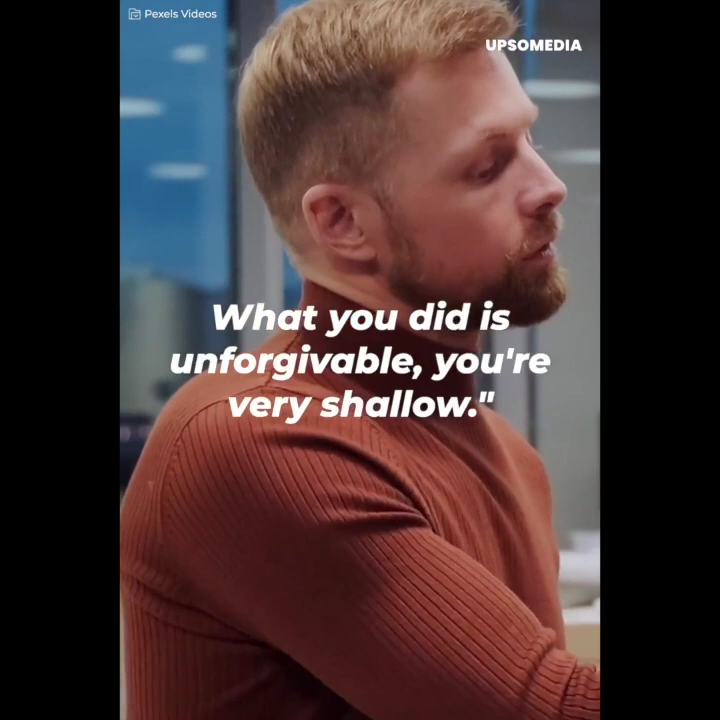 Pexels Videos
UPSOMEDIA
What you did is
unforgivable, you're
very shallow."